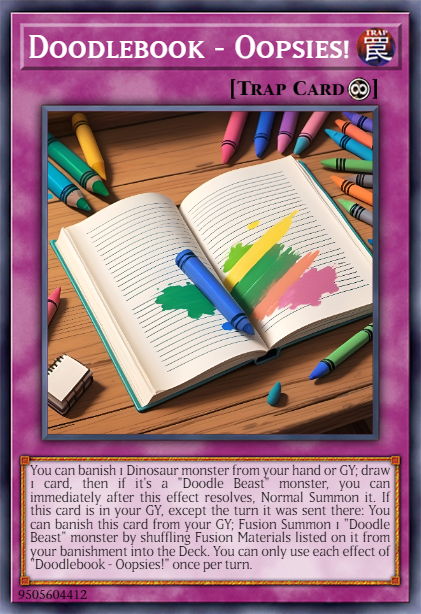 Doodlebook - Oopsies!
TRAP
罠
[Trap Card]
You can banish 1 Dinosaur monster from your hand or GY; draw
1 card, then if it's a "Doodle Beast" monster, you can
immediately after this effect resolves, Normal Summon it. If
this card is in your GY, except the turn it was sent there: You
can banish this card from your GY; Fusion Summon 1 "Doodle
Beast" monster by shuffling Fusion Materials listed on it from
your banishment into the Deck. You can only use each effect of
"Doodlebook - Oopsies!" once per turn.
9505604412